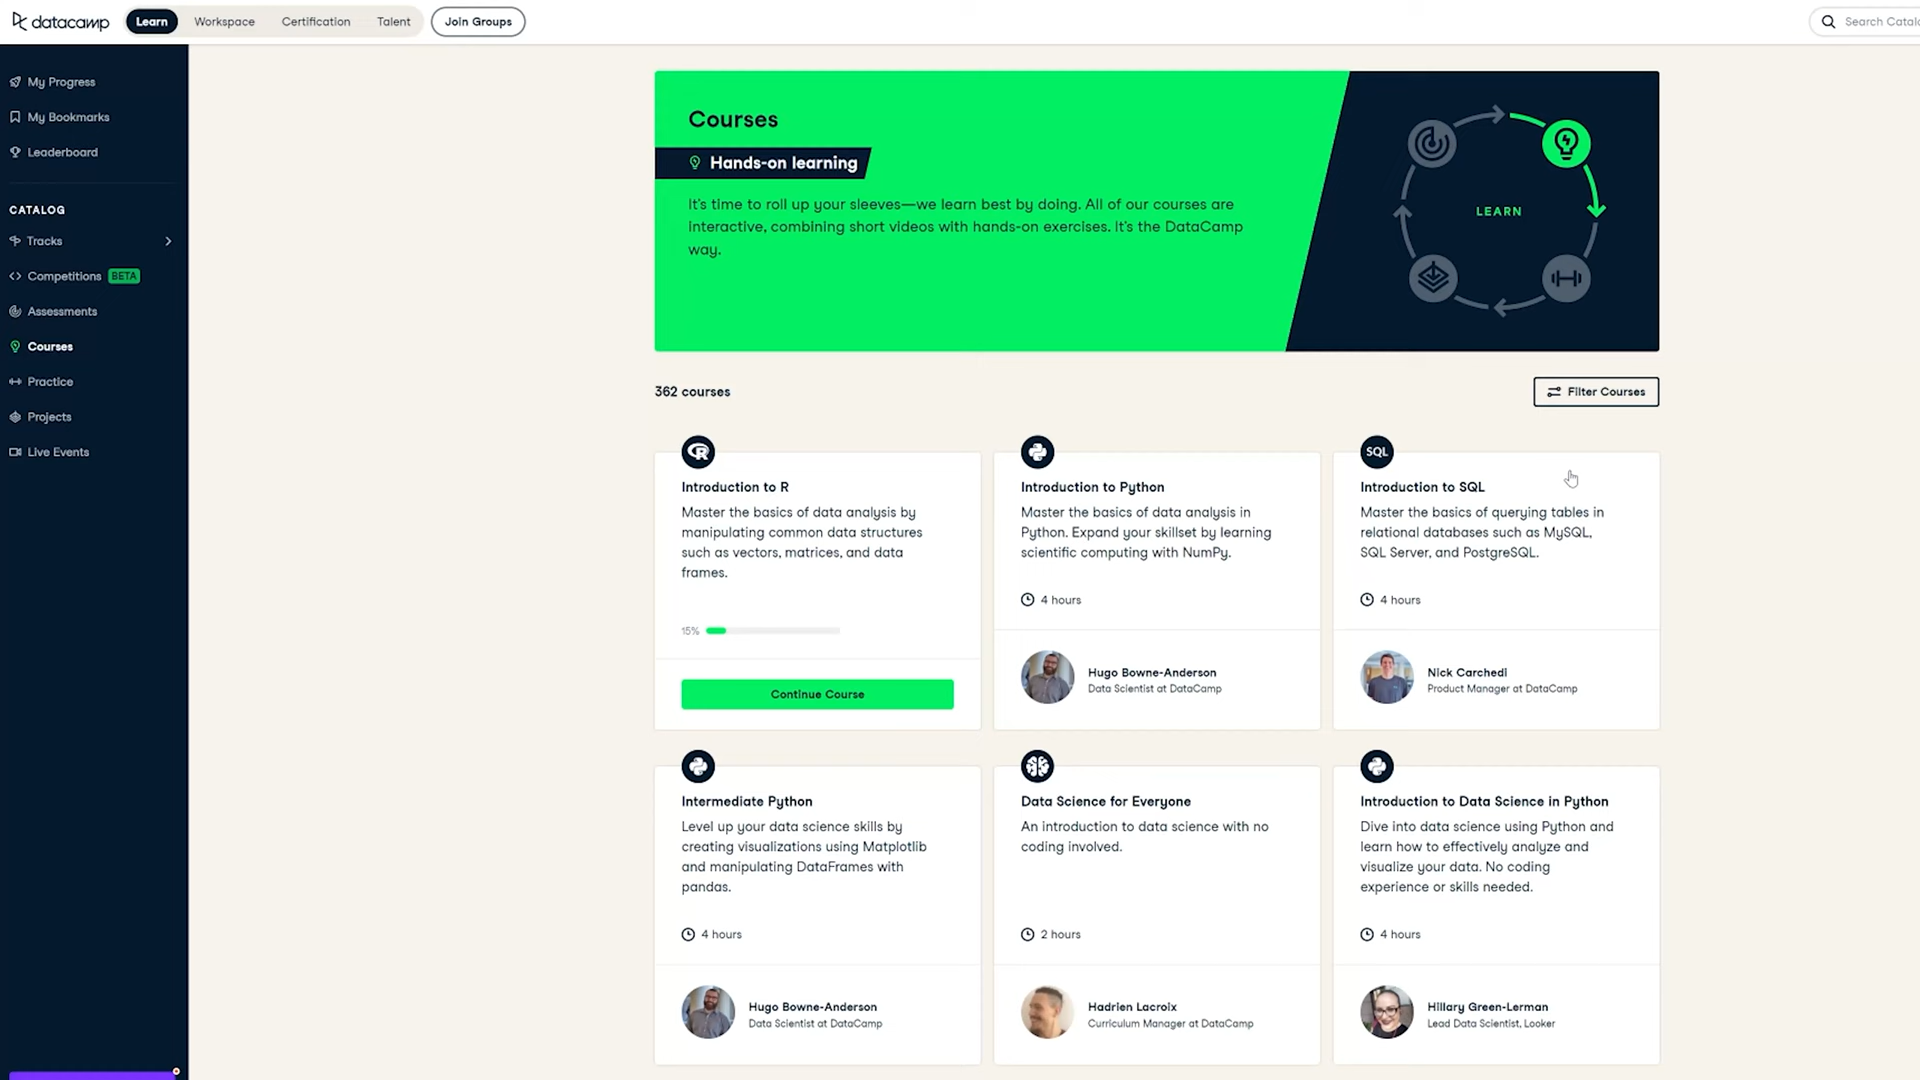 datacamp
Learn
Workspace
Certification
Talent
Join Groups
My Progress
My Bookmarks
Leaderboard
CATALOG
Tracks
Competitions BETA
Assessments
Courses
Practice
Projects
Live Events
Courses
Hands-on learning
It's time to roll up your sleeves—we learn best by doing. All of our courses are
interactive, combining short videos with hands-on exercises. It's the DataCamp
way.
LEARN
362 courses
Filter Courses
R
Introduction to R
Master the basics of data analysis by
manipulating common data structures
such as vectors, matrices, and data
frames.
15%
Continue Course
Introduction to Python
Master the basics of data analysis in
Python. Expand your skillset by learning
scientific computing with NumPy.
4 hours
Hugo Bowne-Anderson
Data Scientist at DataCamp
SQL
Introduction to SQL
Master the basics of querying tables in
relational databases such as MySQL,
SQL Server, and PostgreSQL.
4 hours
Nick Carchedi
Product Manager at DataCamp
Intermediate Python
Level up your data science skills by
creating visualizations using Matplotlib
and manipulating DataFrames with
pandas.
4 hours
Hugo Bowne-Anderson
Data Scientist at DataCamp
Data Science for Everyone
An introduction to data science with no
coding involved.
2 hours
Hadrien Lacroix
Curriculum Manager at DataCamp
Introduction to Data Science in Python
Dive into data science using Python and
learn how to effectively analyze and
visualize your data. No coding
experience or skills needed.
4 hours
Hillary Green-Lerman
Lead Data Scientist, Looker
Search